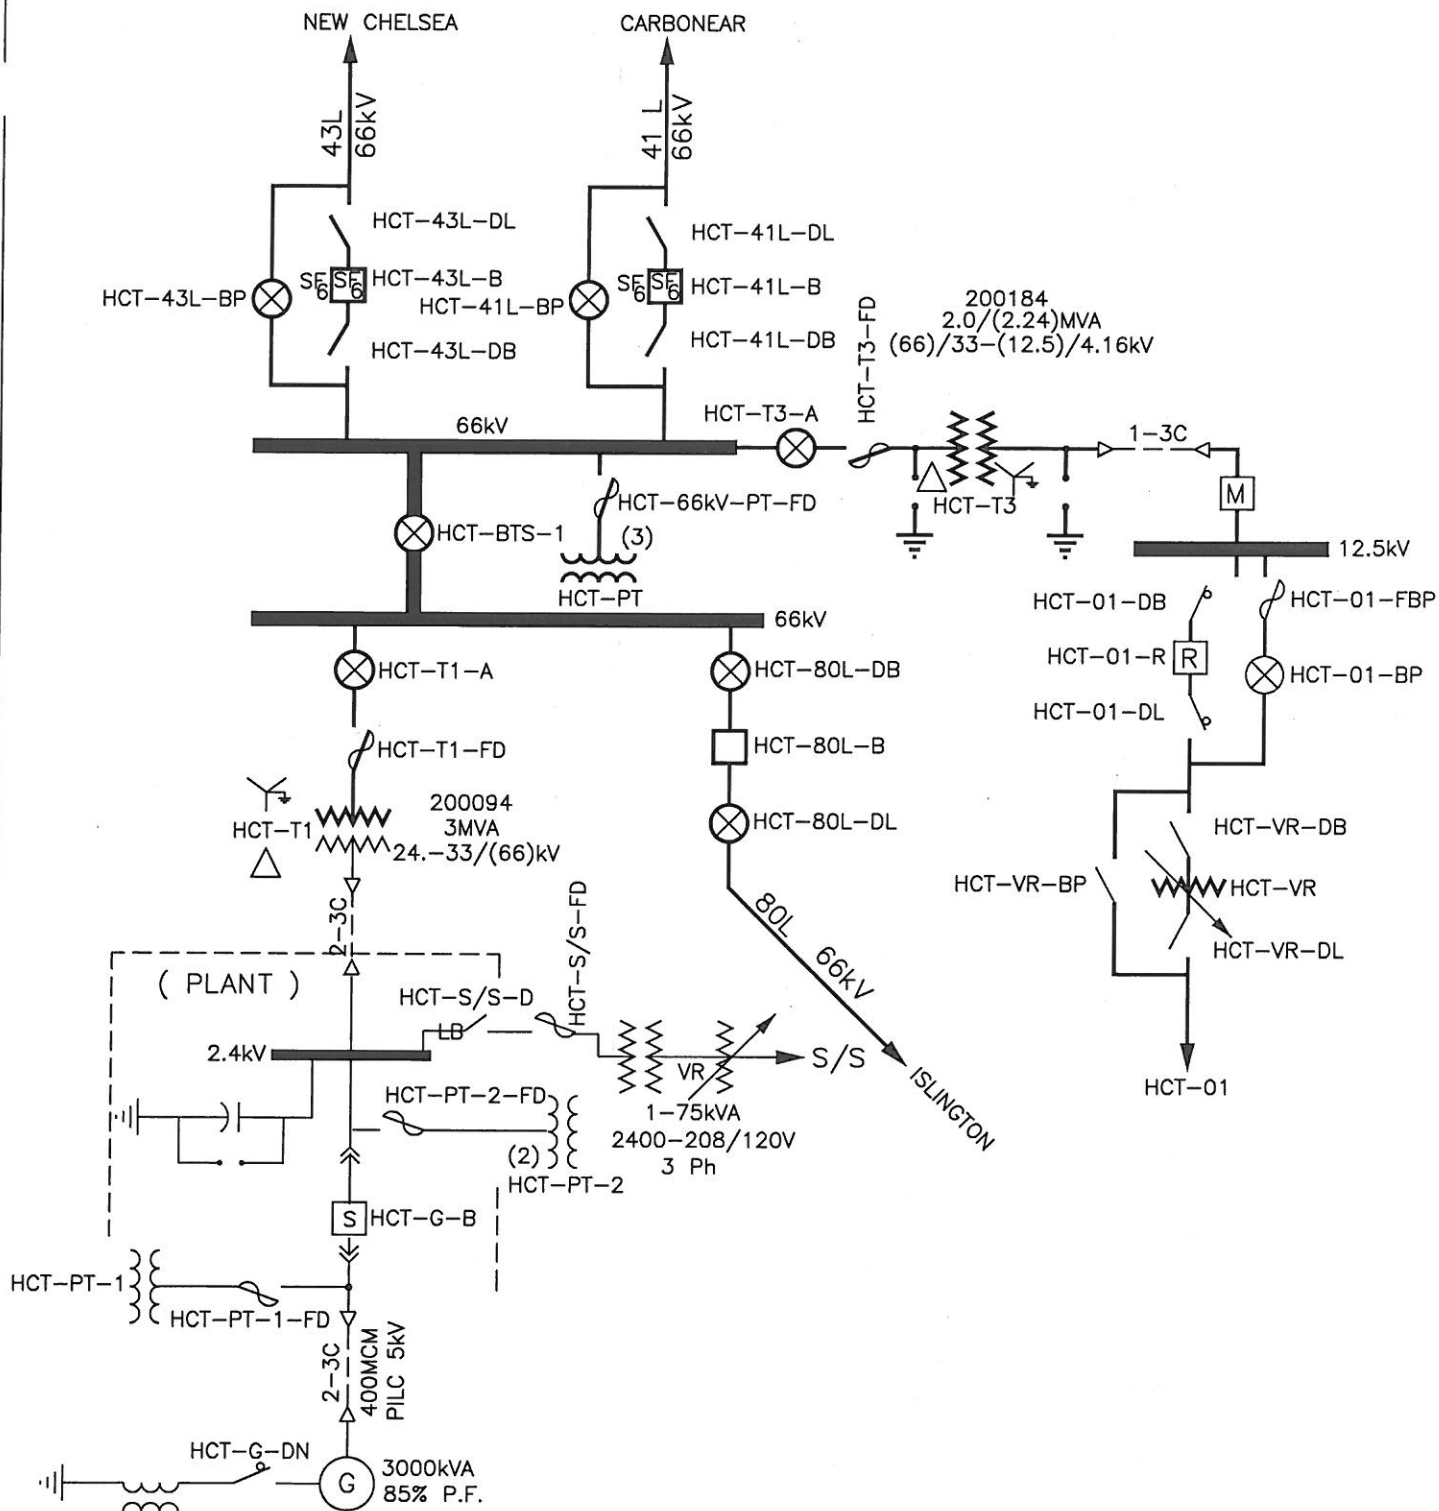 NEW CHELSEA
CARBONEAR
43L
66kV
41 L
66kV
HCT-43L-DL
HCT-41L-DL
SF6
SF6
HCT-43L-B
SF6
SF6
HCT-41L-B
HCT-43L-BP
HCT-41L-BP
HCT-43L-DB
HCT-41L-DB
HCT-T3-FD
200184
2.0/(2.24)MVA
(66)/33-(12.5)/4.16kV
HCT-T3-A
66kV
1-3C
HCT-T3
M
HCT-66kV-PT-FD
HCT-BTS-1
(3)
HCT-PT
12.5kV
66kV
HCT-01-DB
HCT-01-FBP
HCT-01-R
R
HCT-01-BP
HCT-01-DL
HCT-T1-A
HCT-80L-DB
HCT-T1-FD
HCT-80L-B
HCT-T1
200094
3MVA
24.-33/(66)kV
HCT-80L-DL
HCT-VR-DB
HCT-VR-BP
HCT-VR
HCT-VR-DL
2-3C
80L 66kV
ISLINGTON
HCT-01
( PLANT )
HCT-S/S-D
HCT-S/S-FD
LB
2.4kV
VR
S/S
1-75kVA
2400-208/120V
3 Ph
HCT-PT-2-FD
(2)
HCT-PT-2
S
HCT-G-B
HCT-PT-1
HCT-PT-1-FD
2-3C
400MCM
PILC 5kV
HCT-G-DN
G
3000kVA
85% P.F.